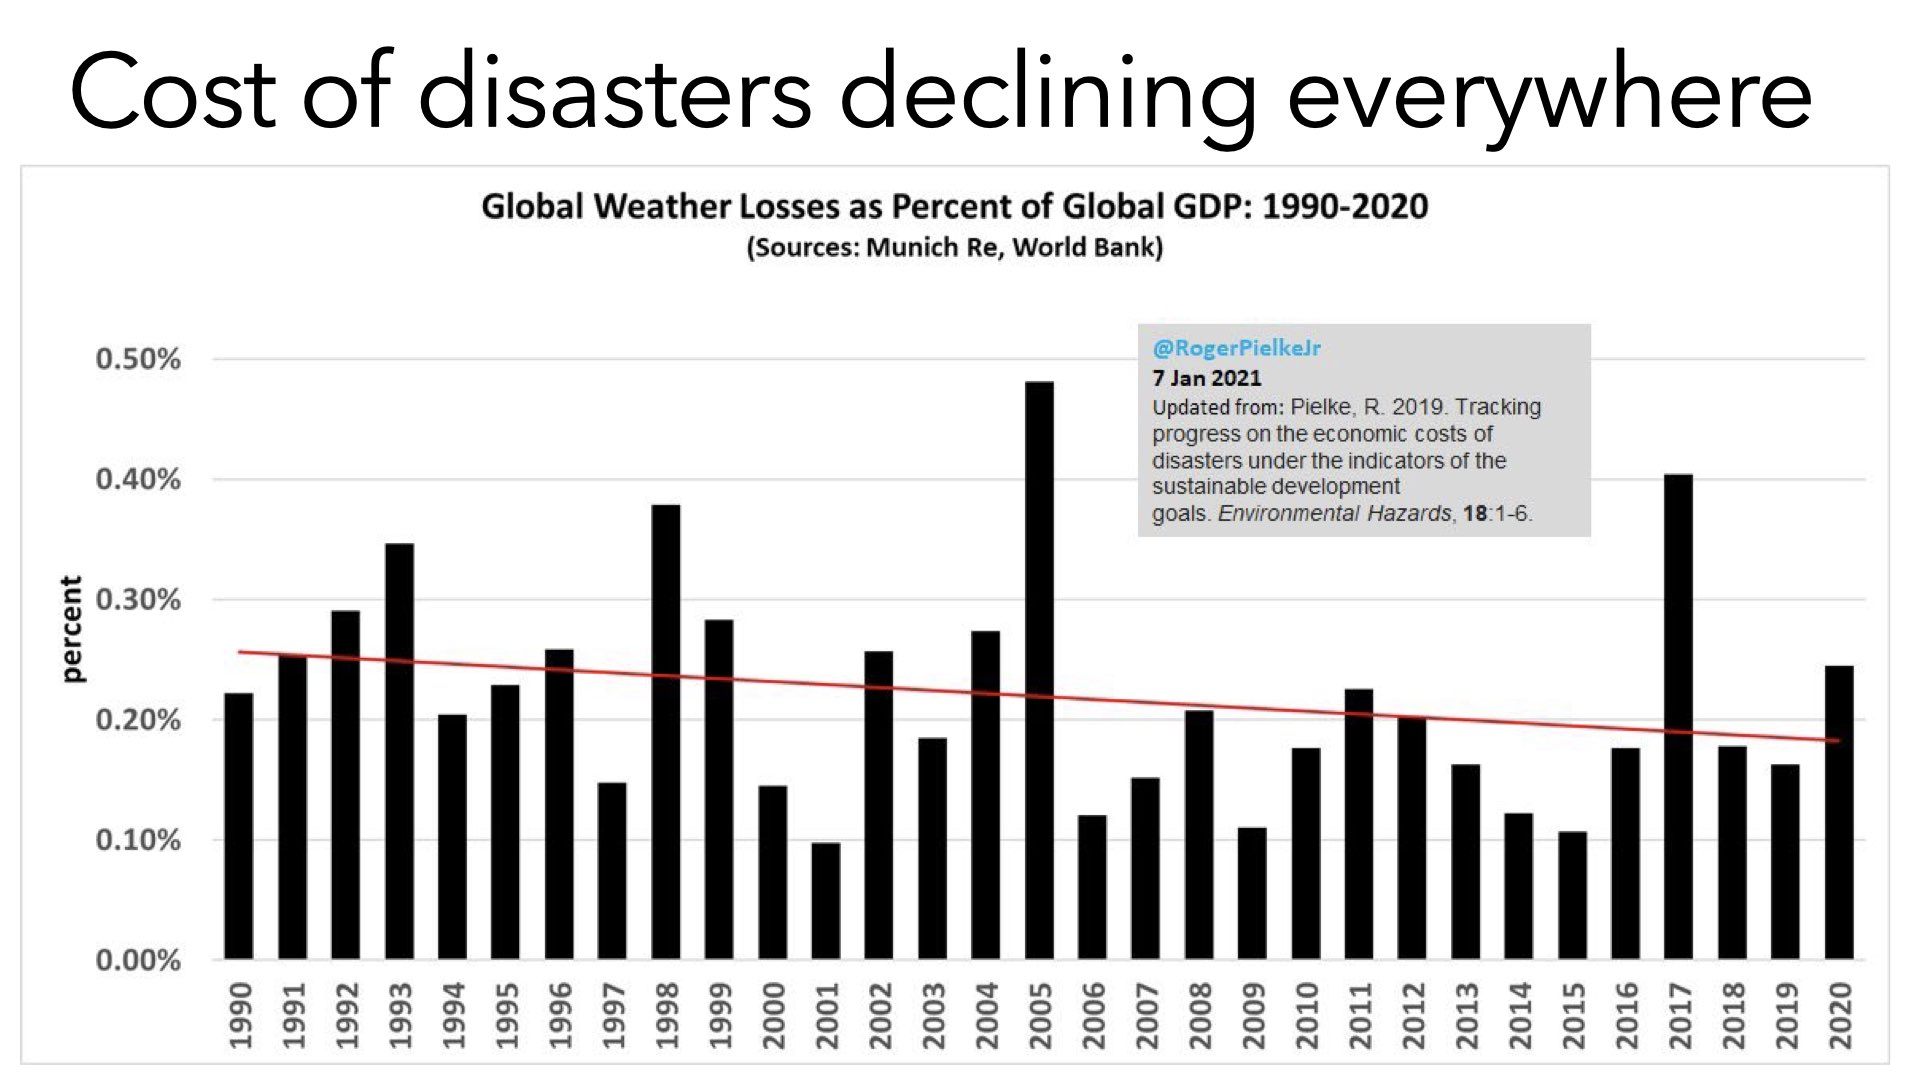 Cost of disasters declining everywhere
Global Weather Losses as Percent of Global GDP: 1990-2020
(Sources: Munich Re, World Bank)
@RogerPielkeJr
7 Jan 2021
Updated from: Pielke, R. 2019. Tracking
progress on the economic costs of
disasters under the indicators of the
sustainable development
goals. Environmental Hazards, 18:1-6.
percent
0.50%
0.40%
0.30%
0.20%
0.10%
0.00%
1990 1991 1992 1993 1994 1995 1996 1997 1998 1999 2000 2001 2002 2003 2004 2005 2006 2007 2008 2009 2010 2011 2012 2013 2014 2015 2016 2017 2018 2019 2020